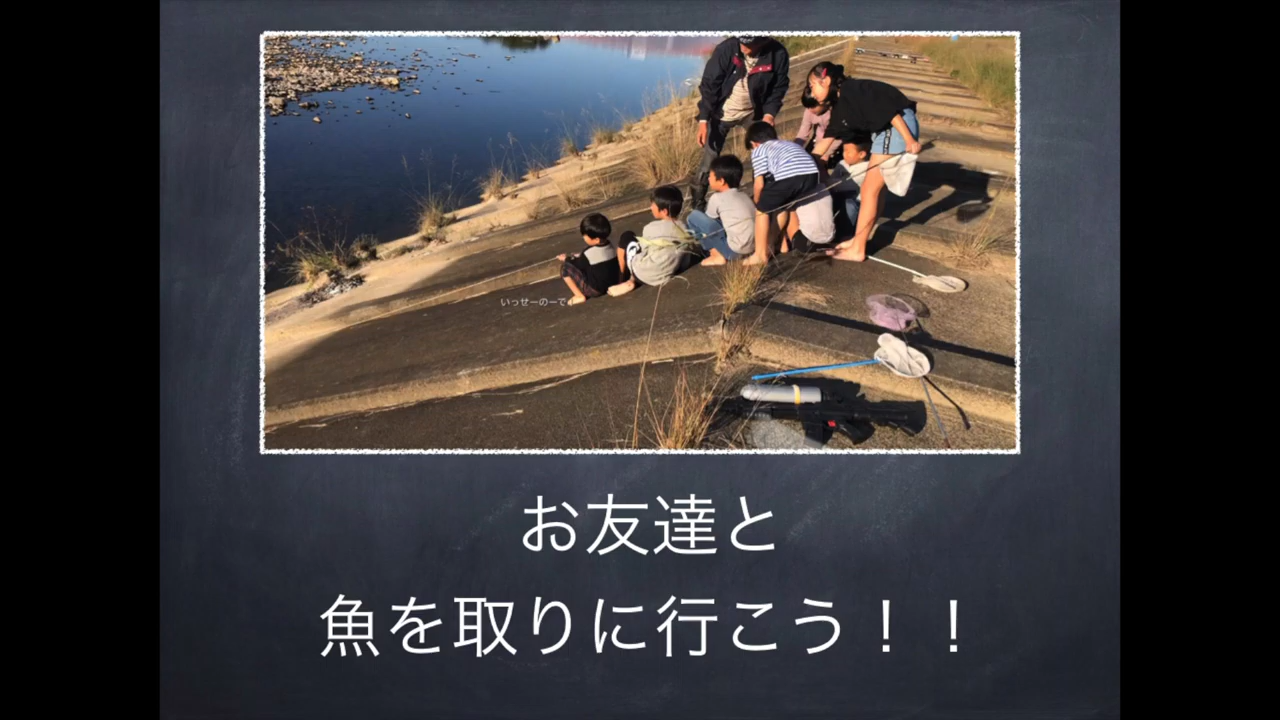 いっせーのーで
お友達と
魚を取りに行こう！！